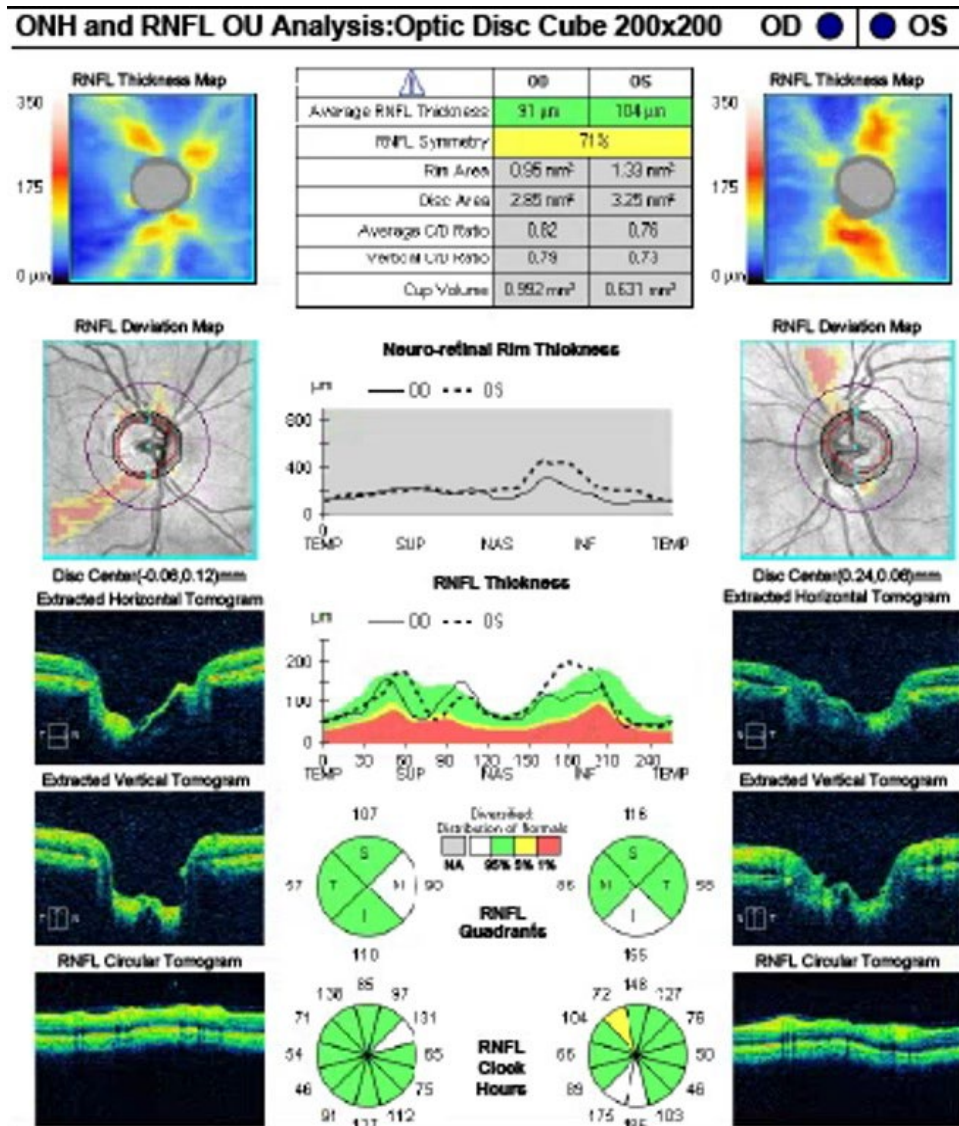 ONH and RNFL OU Analysis:Optic Disc Cube 200x200 OD OS
RNFL Thickness Map
350
175
0 µm
OD OS
Average RNFL Thickness 91 µm 104 µm
RNFL Symmetry 71%
Rim Area 0.95 mm² 1.33 mm²
Disc Area 2.85 mm² 3.25 mm²
Average C/D Ratio 0.82 0.76
Vertical C/D Ratio 0.79 0.73
Cup Volume 0.992 mm³ 0.631 mm³
RNFL Thickness Map
350
175
0 µm
RNFL Deviation Map
Disc Center(-0.06,0.12)mm
Neuro-retinal Rim Thickness
µm OD OS
800
400
0
0
TEMP SUP NAS INF TEMP
RNFL Deviation Map
Disc Center(0.24,0.06)mm
Extracted Horizontal Tomogram
RNFL Thickness
µm OD OS
200
100
0
0 30 60 90 120 150 180 210 240
TEMP SUP NAS INF TEMP
Extracted Horizontal Tomogram
Extracted Vertical Tomogram
Extracted Vertical Tomogram
Diversified:
Distribution of Normals
NA 95% 5% 1%
107
S
T N 90
I
110
RNFL
Quadrants
116
S
86 N T
I
RNFL Circular Tomogram
85
97
131
65
75
112
91
46
54
71
RNFL
Clock
Hours
148
127
76
50
46
103
175
89
66
104
72
RNFL Circular Tomogram